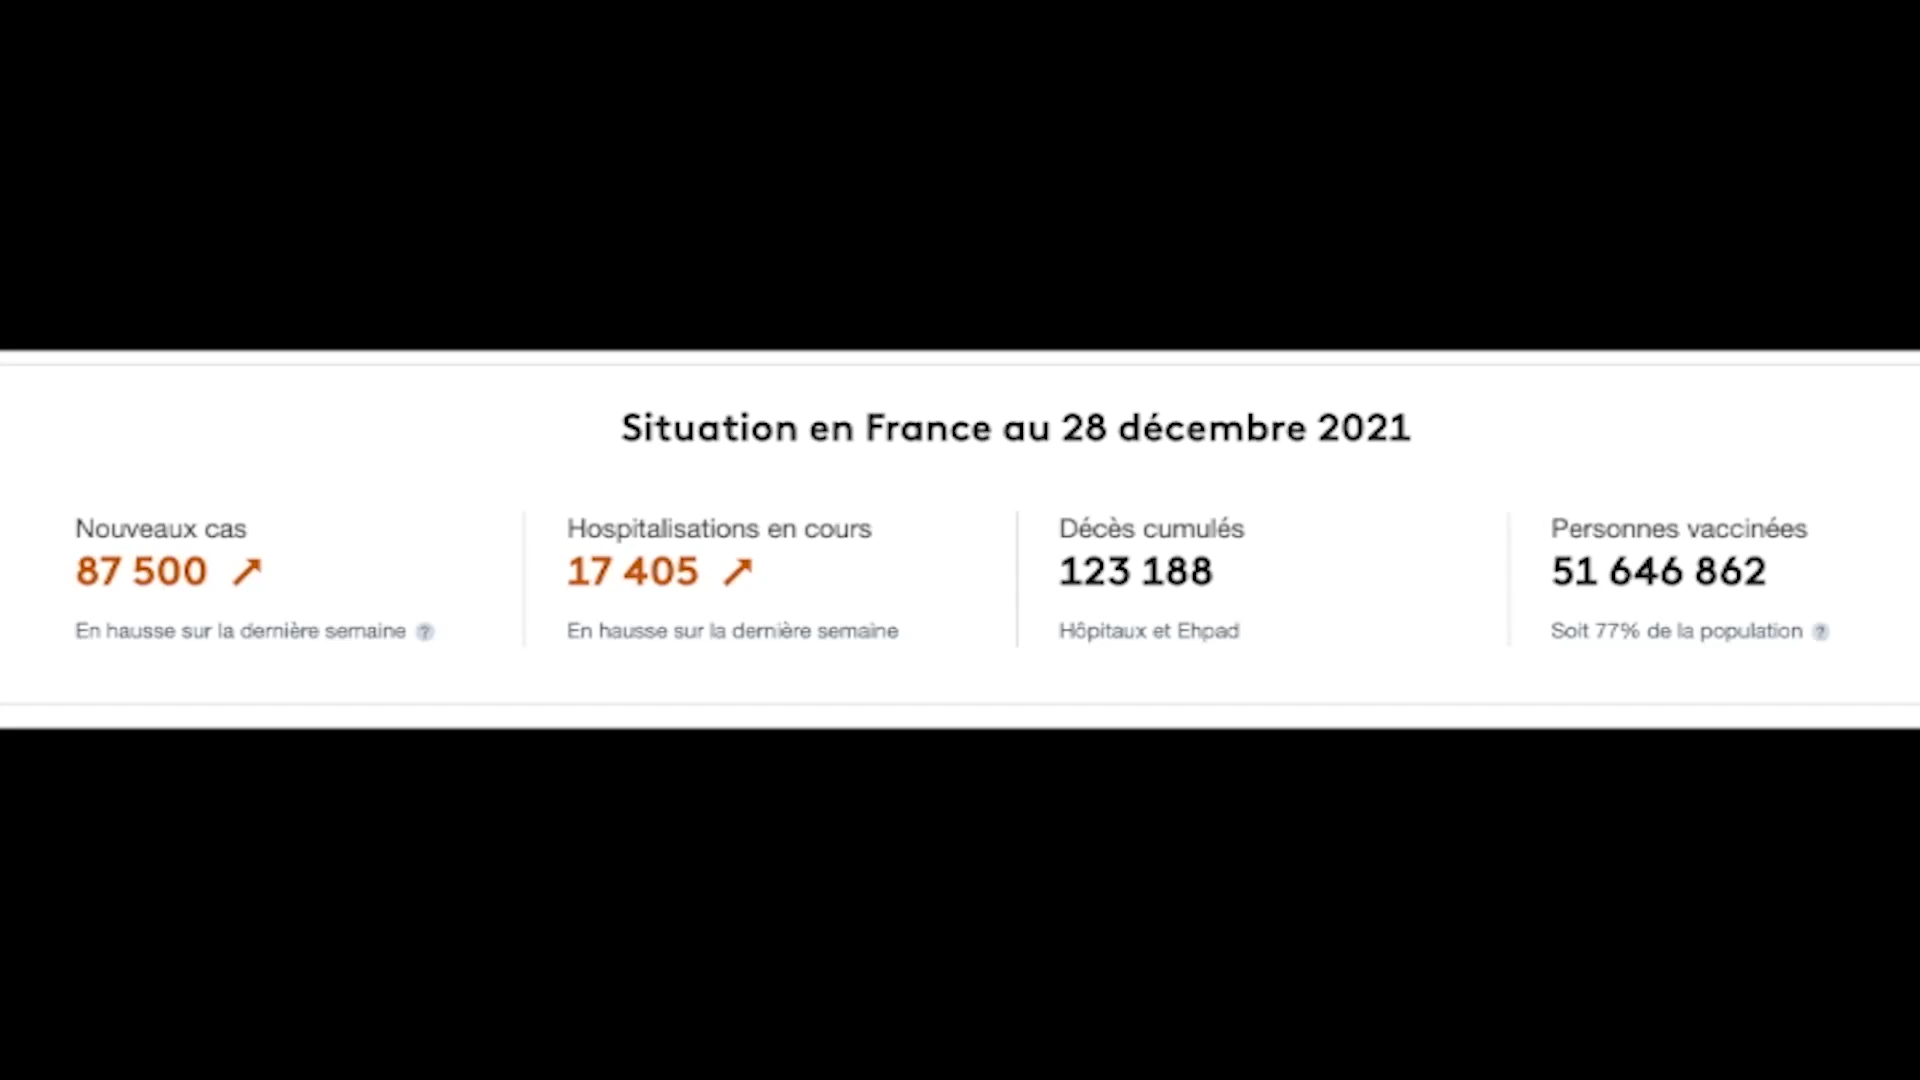 Situation en France au 28 décembre 2021
Nouveaux cas
87 500 ↗
En hausse sur la dernière semaine ?
Hospitalisations en cours
17 405 ↗
En hausse sur la dernière semaine
Décès cumulés
123 188
Hôpitaux et Ehpad
Personnes vaccinées
51 646 862
Soit 77% de la population ?